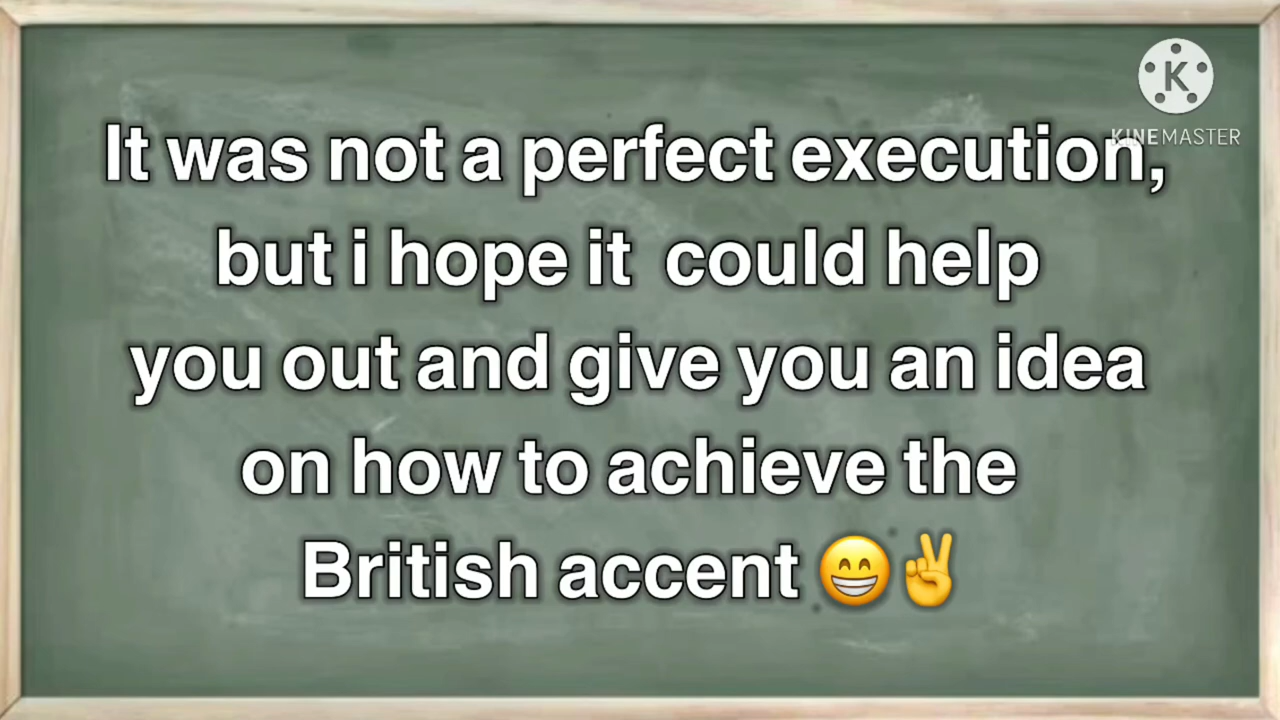 K
KINEMASTER
It was not a perfect execution,
but i hope it  could help
you out and give you an idea
on how to achieve the
British accent 😁✌️